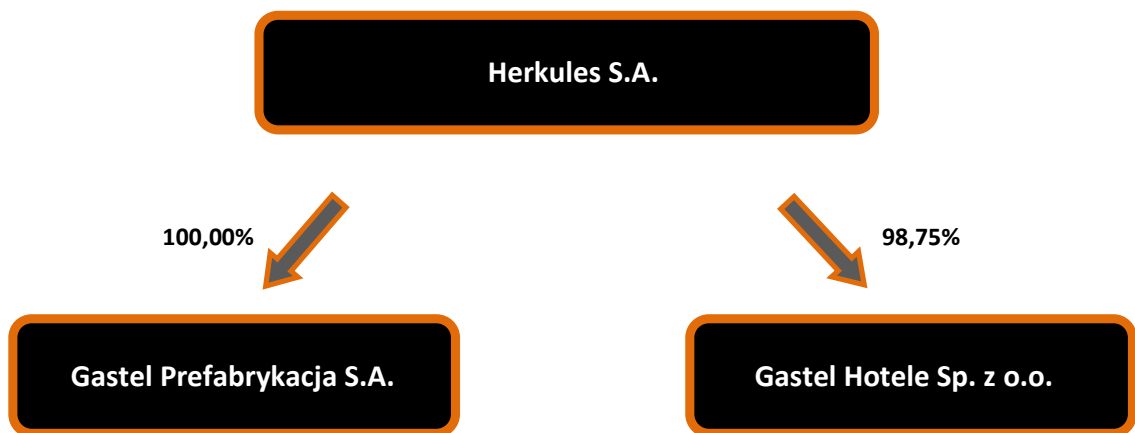 Herkules S.A.
100,00%
98,75%
Gastel Prefabrykacja S.A.
Gastel Hotele Sp. z o.o.